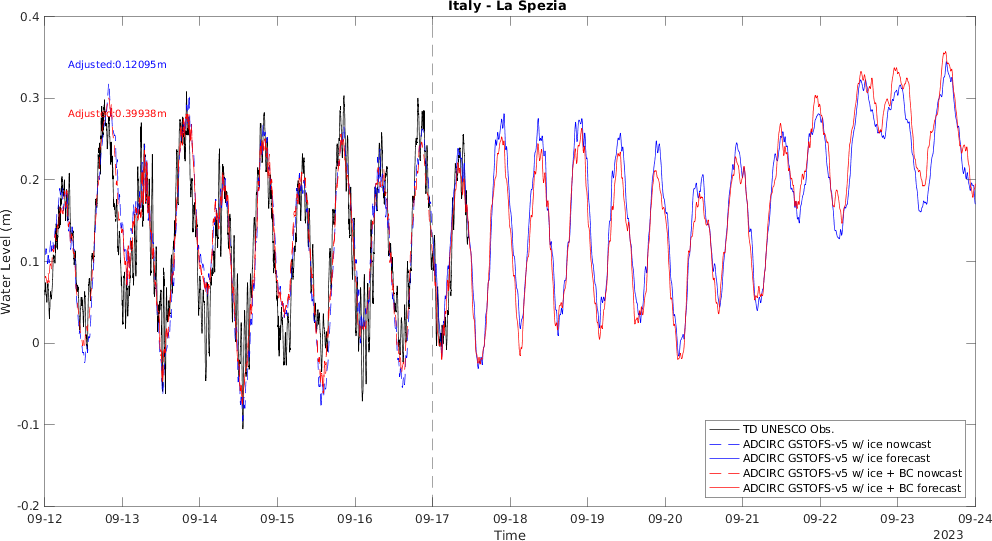 Italy - La Spezia
0.4
Adjusted:0.12095m
0.3
Adjusted:0.39938m
0.2
0.1
0
-0.1
-0.2
Water Level (m)
TD UNESCO Obs.
ADCIRC GSTOFS-v5 w/ ice nowcast
ADCIRC GSTOFS-v5 w/ ice forecast
ADCIRC GSTOFS-v5 w/ ice + BC nowcast
ADCIRC GSTOFS-v5 w/ ice + BC forecast
09-12 09-13 09-14 09-15 09-16 09-17 09-18 09-19 09-20 09-21 09-22 09-23 09-24
Time
2023